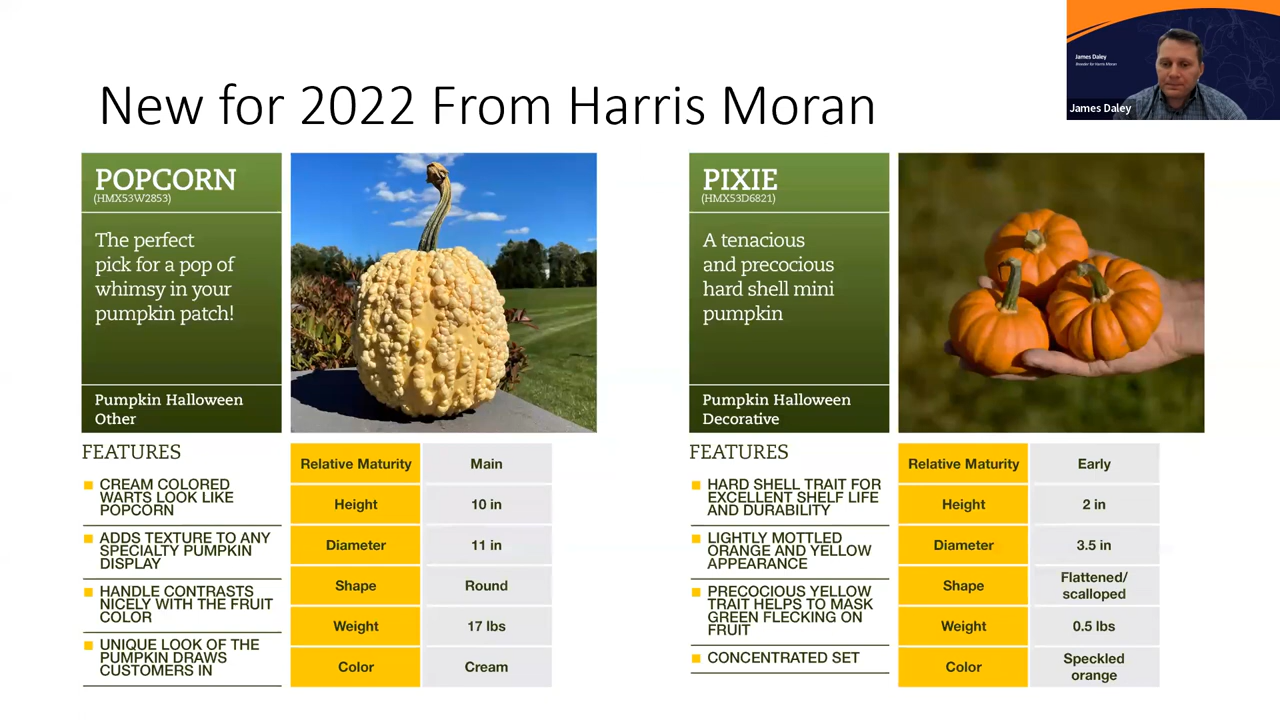 James Daley
Breeder for Harris Moran
James Daley
New for 2022 From Harris Moran
POPCORN
(HMX53W2853)
The perfect
pick for a pop of
whimsy in your
pumpkin patch!
Pumpkin Halloween
Other
FEATURES
CREAM COLORED
WARTS LOOK LIKE
POPCORN
ADDS TEXTURE TO ANY
SPECIALTY PUMPKIN
DISPLAY
HANDLE CONTRASTS
NICELY WITH THE FRUIT
COLOR
UNIQUE LOOK OF THE
PUMPKIN DRAWS
CUSTOMERS IN
Relative Maturity Main
Height 10 in
Diameter 11 in
Shape Round
Weight 17 lbs
Color Cream
PIXIE
(HMX53D6821)
A tenacious
and precocious
hard shell mini
pumpkin
Pumpkin Halloween
Decorative
FEATURES
HARD SHELL TRAIT FOR
EXCELLENT SHELF LIFE
AND DURABILITY
LIGHTLY MOTTLED
ORANGE AND YELLOW
APPEARANCE
PRECOCIOUS YELLOW
TRAIT HELPS TO MASK
GREEN FLECKING ON
FRUIT
CONCENTRATED SET
Relative Maturity Early
Height 2 in
Diameter 3.5 in
Shape Flattened/
scalloped
Weight 0.5 lbs
Color Speckled
orange